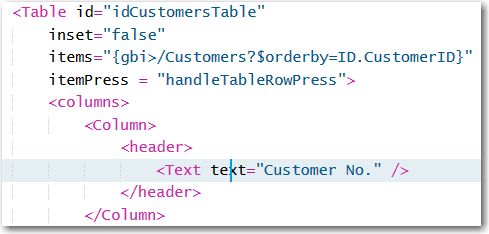 <Table id="idCustomersTable"
inset="false"
items="{gbi>/Customers?$orderby=ID.CustomerID}"
itemPress = "handleTableRowPress">
<columns>
<Column>
<header>
<Text text="Customer No." />
</header>
</Column>